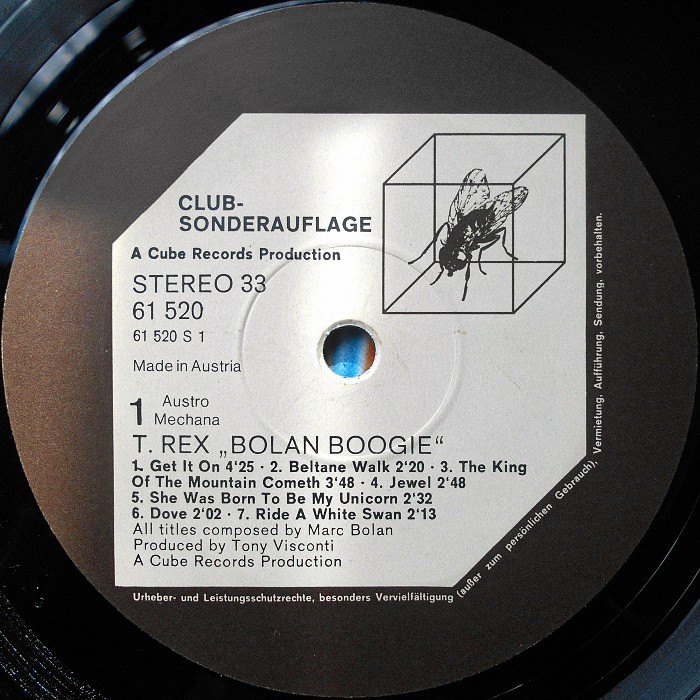 CLUB-
SONDERAUFLAGE
A Cube Records Production
STEREO 33
61 520
61 520 S 1
Made in Austria
1 Austro
Mechana
T. REX „BOLAN BOOGIE“
1. Get It On 4‘25 · 2. Beltane Walk 2‘20 · 3. The King
Of The Mountain Cometh 3‘48 · 4. Jewel 2‘48
5. She Was Born To Be My Unicorn 2‘32
6. Dove 2‘02 · 7. Ride A White Swan 2‘13
All titles composed by Marc Bolan
Produced by Tony Visconti
A Cube Records Production
Urheber- und Leistungsschutzrechte, besonders Vervielfältigung (außer zum persönlichen Gebrauch), Vermietung, Aufführung, Sendung, vorbehalten.